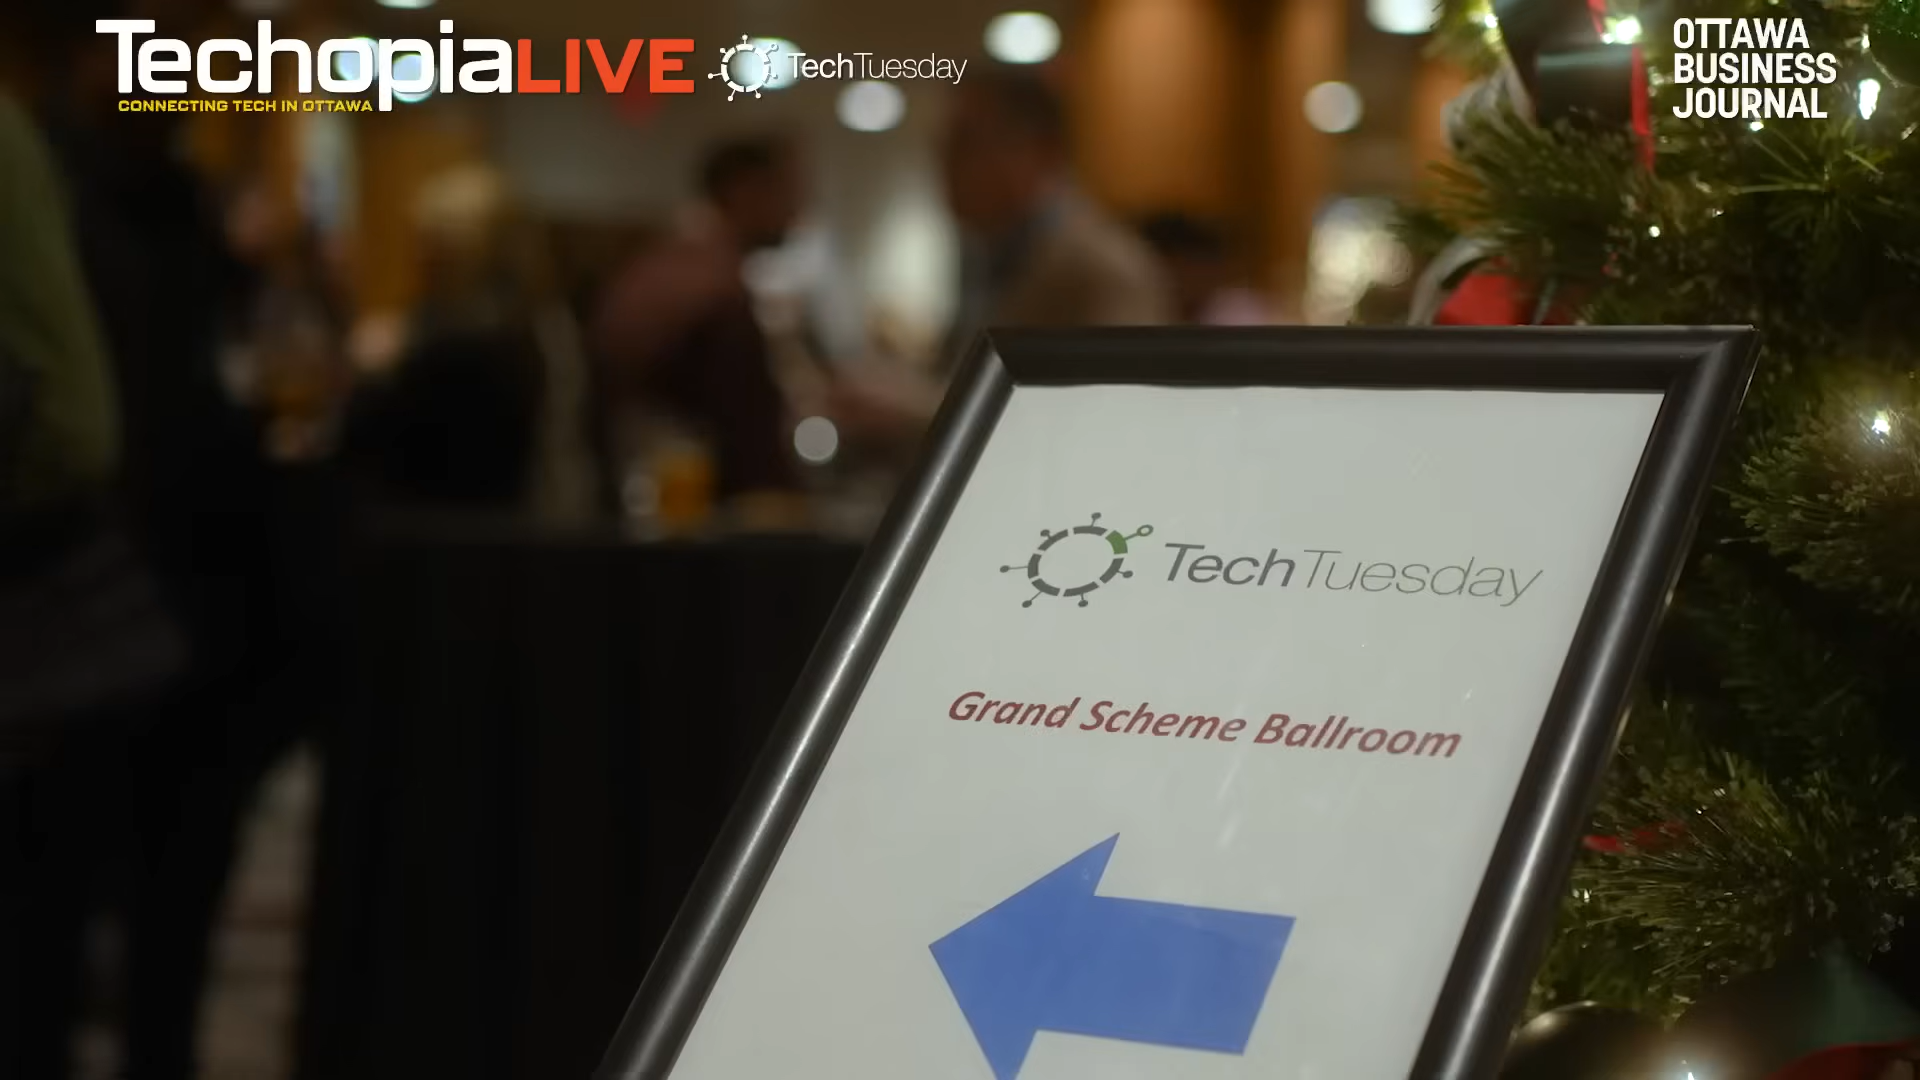 TechopiaLIVE
CONNECTING TECH IN OTTAWA
TechTuesday
OTTAWA
BUSINESS
JOURNAL
TechTuesday
Grand Scheme Ballroom